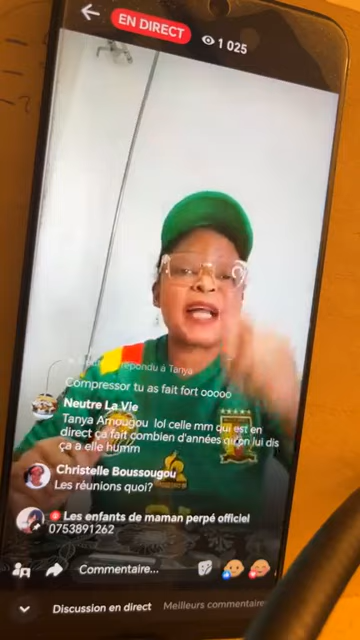 EN DIRECT
1 025
répondu à Tanya
Compressor tu as fait fort ooooo
Neutre La Vie
Tanya Amougou lol celle mm qui est en
direct ça fait combien d'années qu'on lui dis
ça a elle humm
Christelle Boussougou
Les réunions quoi?
Les enfants de maman perpé officiel
0753891262
Commentaire...
Discussion en direct
Meilleurs commentaire